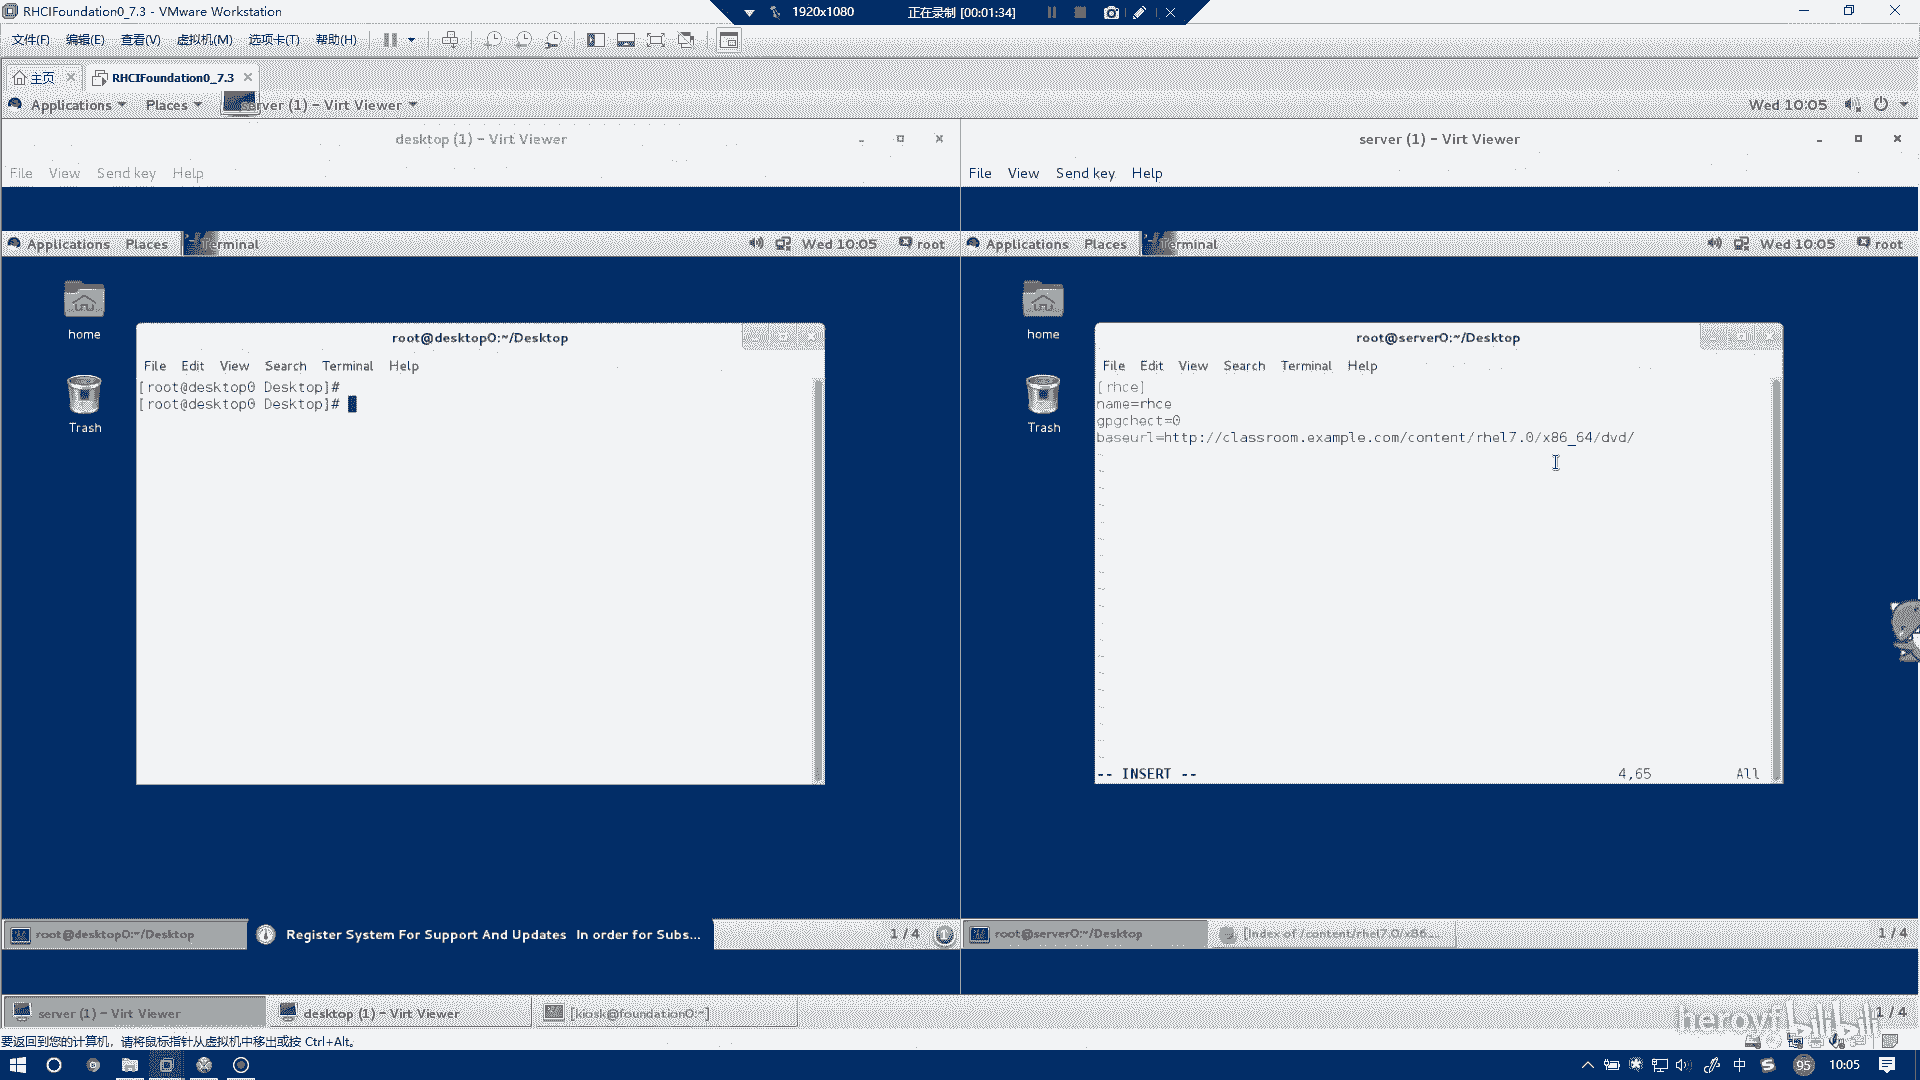 RHCIFoundation0_7.3 - VMware Workstation
1920x1080
正在录制 [00:01:34]
文件(F) 编辑(E) 查看(V) 虚拟机(M) 选项卡(T) 帮助(H)
主页
RHCIFoundation0_7.3
Applications Places server (1) - Virt Viewer
Wed 10:05
desktop (1) - Virt Viewer
File View Send key Help
Applications Places Terminal
Wed 10:05 root
home
Trash
root@desktop0:~/Desktop
File Edit View Search Terminal Help
[root@desktop0 Desktop]#
[root@desktop0 Desktop]#
root@desktop0:~/Desktop
Register System For Support And Updates In order for Subs...
1 / 4
server (1) - Virt Viewer
File View Send key Help
Applications Places Terminal
Wed 10:05 root
home
Trash
root@server0:~/Desktop
File Edit View Search Terminal Help
[rhce]
name=rhce
gpgchect=0
baseurl=http://classroom.example.com/content/rhel7.0/x86_64/dvd/
-- INSERT --
4,65
All
root@server0:~/Desktop
[Index of /content/rhel7.0/x86...
1 / 4
server (1) - Virt Viewer
desktop (1) - Virt Viewer
[kiosk@foundation0:~]
1 / 4
heroyf bilibili
要返回到您的计算机，请将鼠标指针从虚拟机中移出或按 Ctrl+Alt。
中
95
10:05